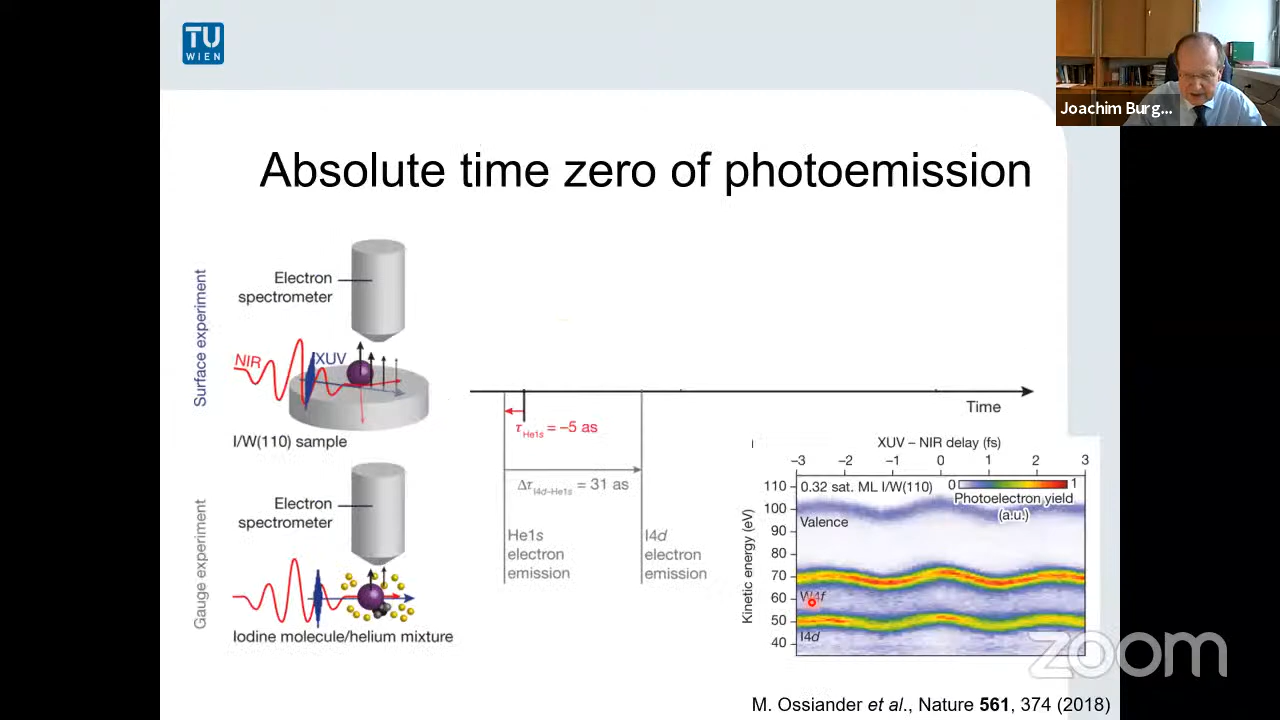 TU
WIEN
Joachim Burg...
Absolute time zero of photoemission
Surface experiment
Electron
spectrometer
NIR
XUV
I/W(110) sample
Gauge experiment
Electron
spectrometer
Iodine molecule/helium mixture
Time
τHe1s = –5 as
ΔτI4d–He1s = 31 as
He1s
electron
emission
I4d
electron
emission
XUV – NIR delay (fs)
–3 –2 –1 0 1 2 3
Kinetic energy (eV)
110
100
90
80
70
60
50
40
0.32 sat. ML I/W(110)
0 1
Photoelectron yield
(a.u.)
Valence
W4f
I4d
zoom
M. Ossiander et al., Nature 561, 374 (2018)